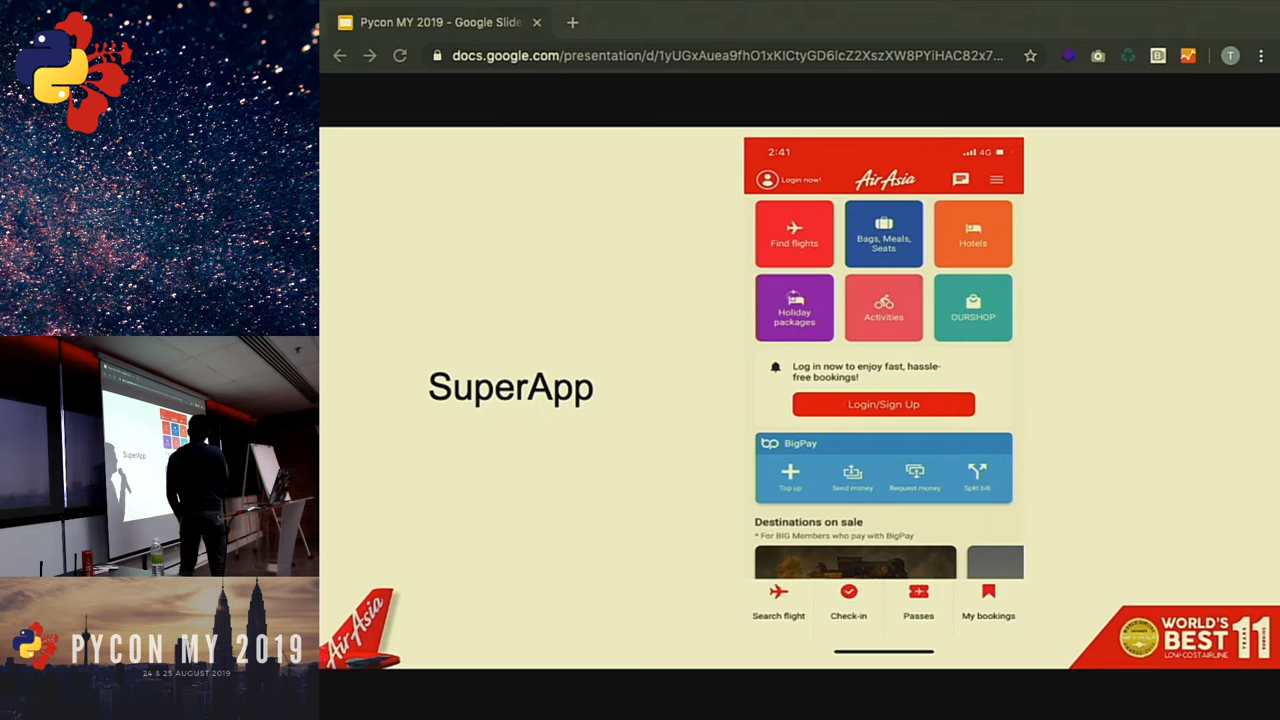 Pycon MY 2019 - Google Slide
docs.google.com/presentation/d/1yUGxAuea9fhO1xKlCtyGD6lcZ2XszXW8PYiHAC82x7...
B
T
2:41
4G
Login now!
AirAsia
Find flights
Bags, Meals,
Seats
Hotels
Holiday
packages
Activities
OURSHOP
Log in now to enjoy fast, hassle-
free bookings!
Login/Sign Up
SuperApp
bp BigPay
Top up
Send money
Request money
Split bill
Destinations on sale
* For BIG Members who pay with BigPay
Search flight
Check-in
Passes
My bookings
AirAsia
WORLD'S
BEST
LOW-COST AIRLINE
11
YEARS
RUNNING
SuperApp
PYCON MY 2019
24 & 25 AUGUST 2019